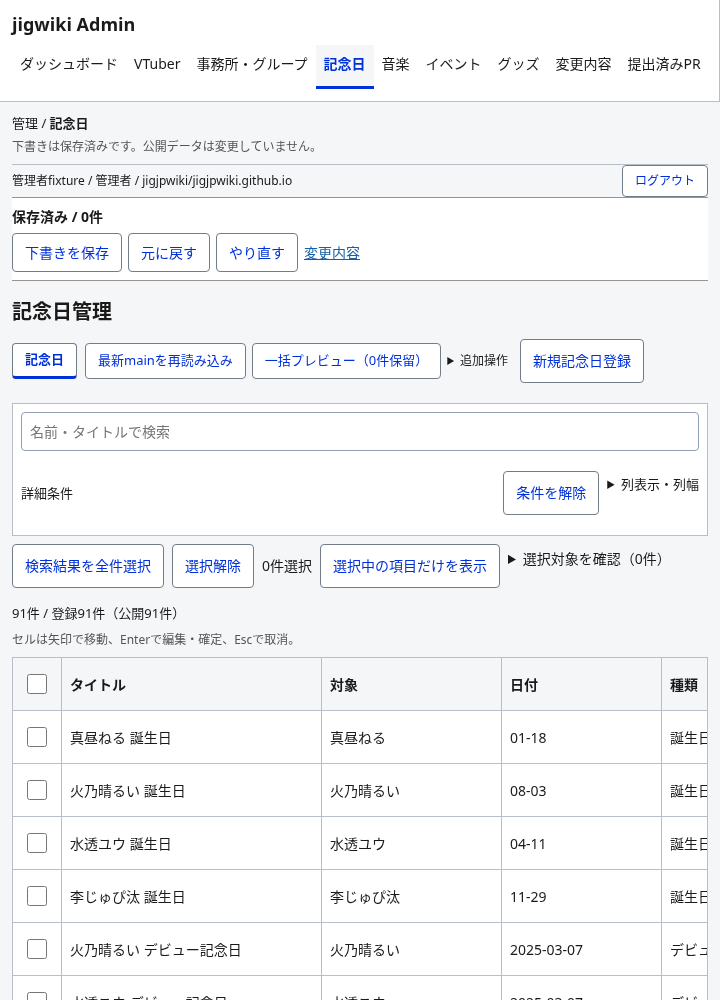 jigwiki Admin
ダッシュボード VTuber 事務所・グループ 記念日 音楽 イベント グッズ 変更内容 提出済みPR
管理 / 記念日
下書きは保存済みです。公開データは変更していません。
管理者fixture / 管理者 / jigjpwiki/jigjpwiki.github.io ログアウト
保存済み / 0件
下書きを保存 元に戻す やり直す 変更内容
記念日管理
記念日 最新mainを再読み込み 一括プレビュー（0件保留） ▶ 追加操作 新規記念日登録
名前・タイトルで検索
詳細条件 条件を解除 ▶ 列表示・列幅
検索結果を全件選択 選択解除 0件選択 選択中の項目だけを表示 ▶ 選択対象を確認（0件）
91件 / 登録91件（公開91件）
セルは矢印で移動、Enterで編集・確定、Escで取消。
タイトル 対象 日付 種類
真昼ねる 誕生日 真昼ねる 01-18 誕生日
火乃晴るい 誕生日 火乃晴るい 08-03 誕生日
水透ユウ 誕生日 水透ユウ 04-11 誕生日
李じゅぴ汰 誕生日 李じゅぴ汰 11-29 誕生日
火乃晴るい デビュー記念日 火乃晴るい 2025-03-07 デビュ